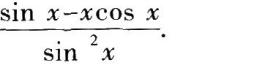 sin x-xcos x
sin ²x.